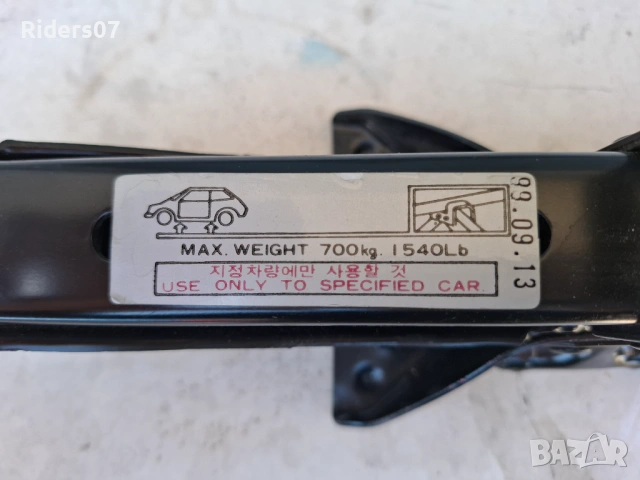 Riders07
MAX. WEIGHT 700kg. 1540Lb
지정차량에만 사용할 것
USE ONLY TO SPECIFIED CAR.
99.09.13
bazar